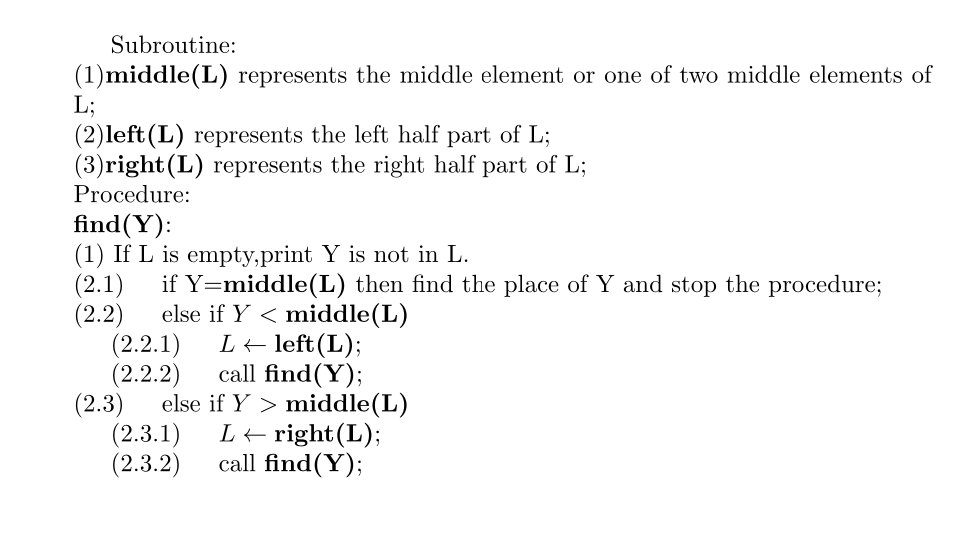 Subroutine:
(1)middle(L) represents the middle element or one of two middle elements of
L;
(2)left(L) represents the left half part of L;
(3)right(L) represents the right half part of L;
Procedure:
find(Y):
(1) If L is empty,print Y is not in L.
(2.1) if Y=middle(L) then find the place of Y and stop the procedure;
(2.2) else if Y < middle(L)
(2.2.1) L ← left(L);
(2.2.2) call find(Y);
(2.3) else if Y > middle(L)
(2.3.1) L ← right(L);
(2.3.2) call find(Y);